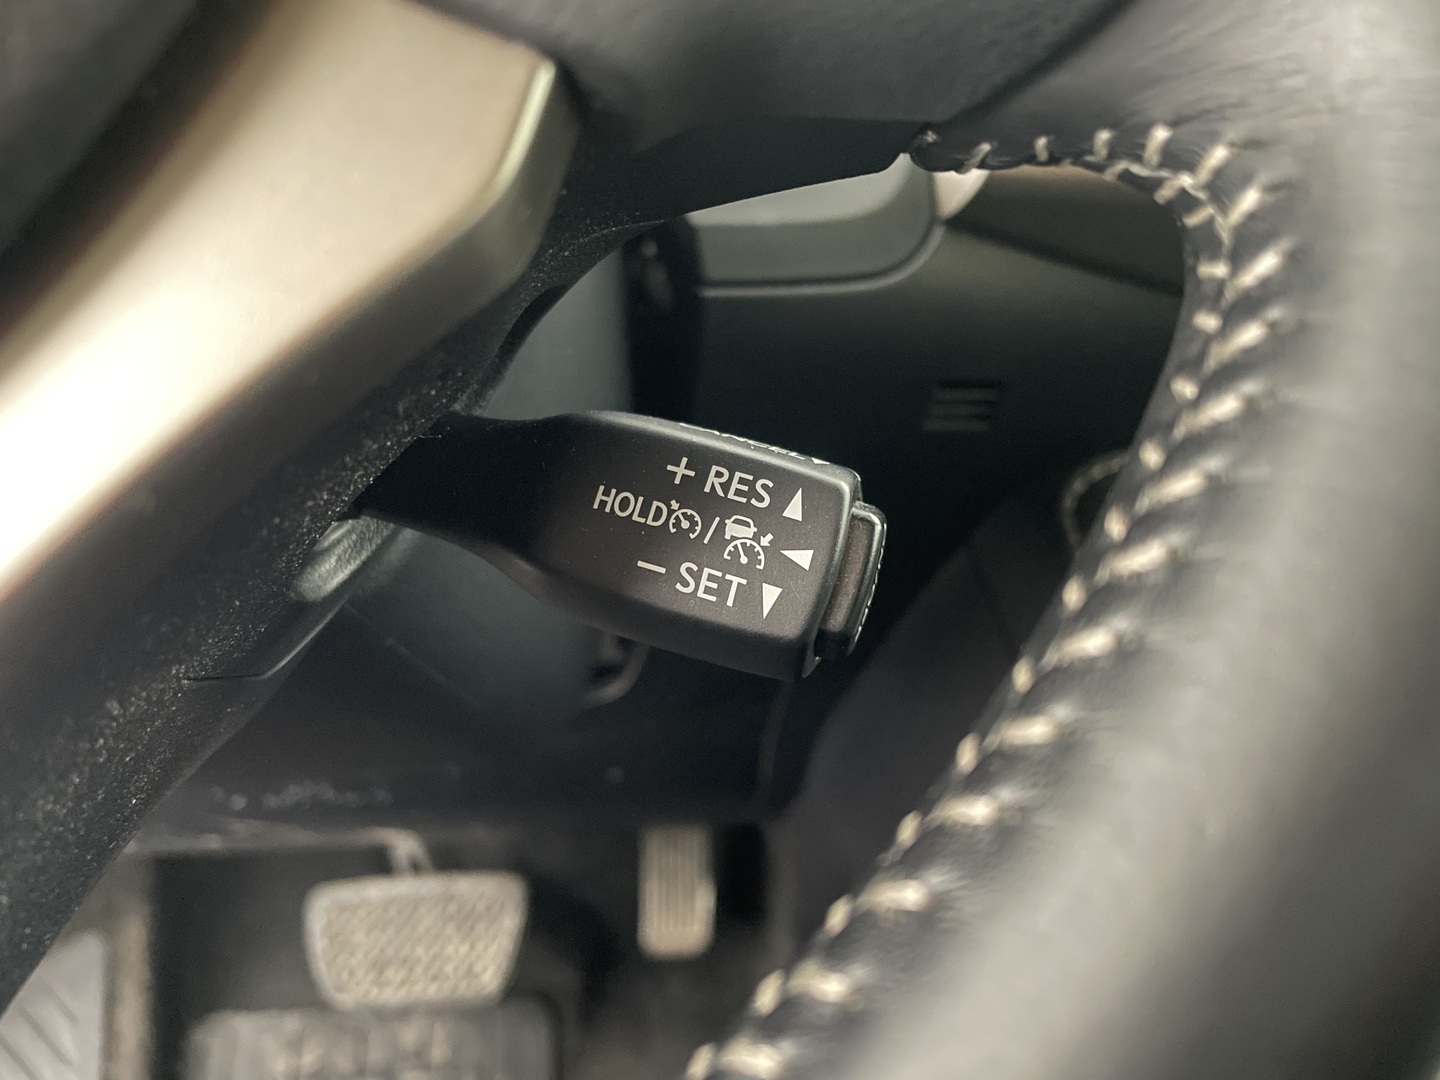 + RES ▲
HOLD / ◀
− SET ▼